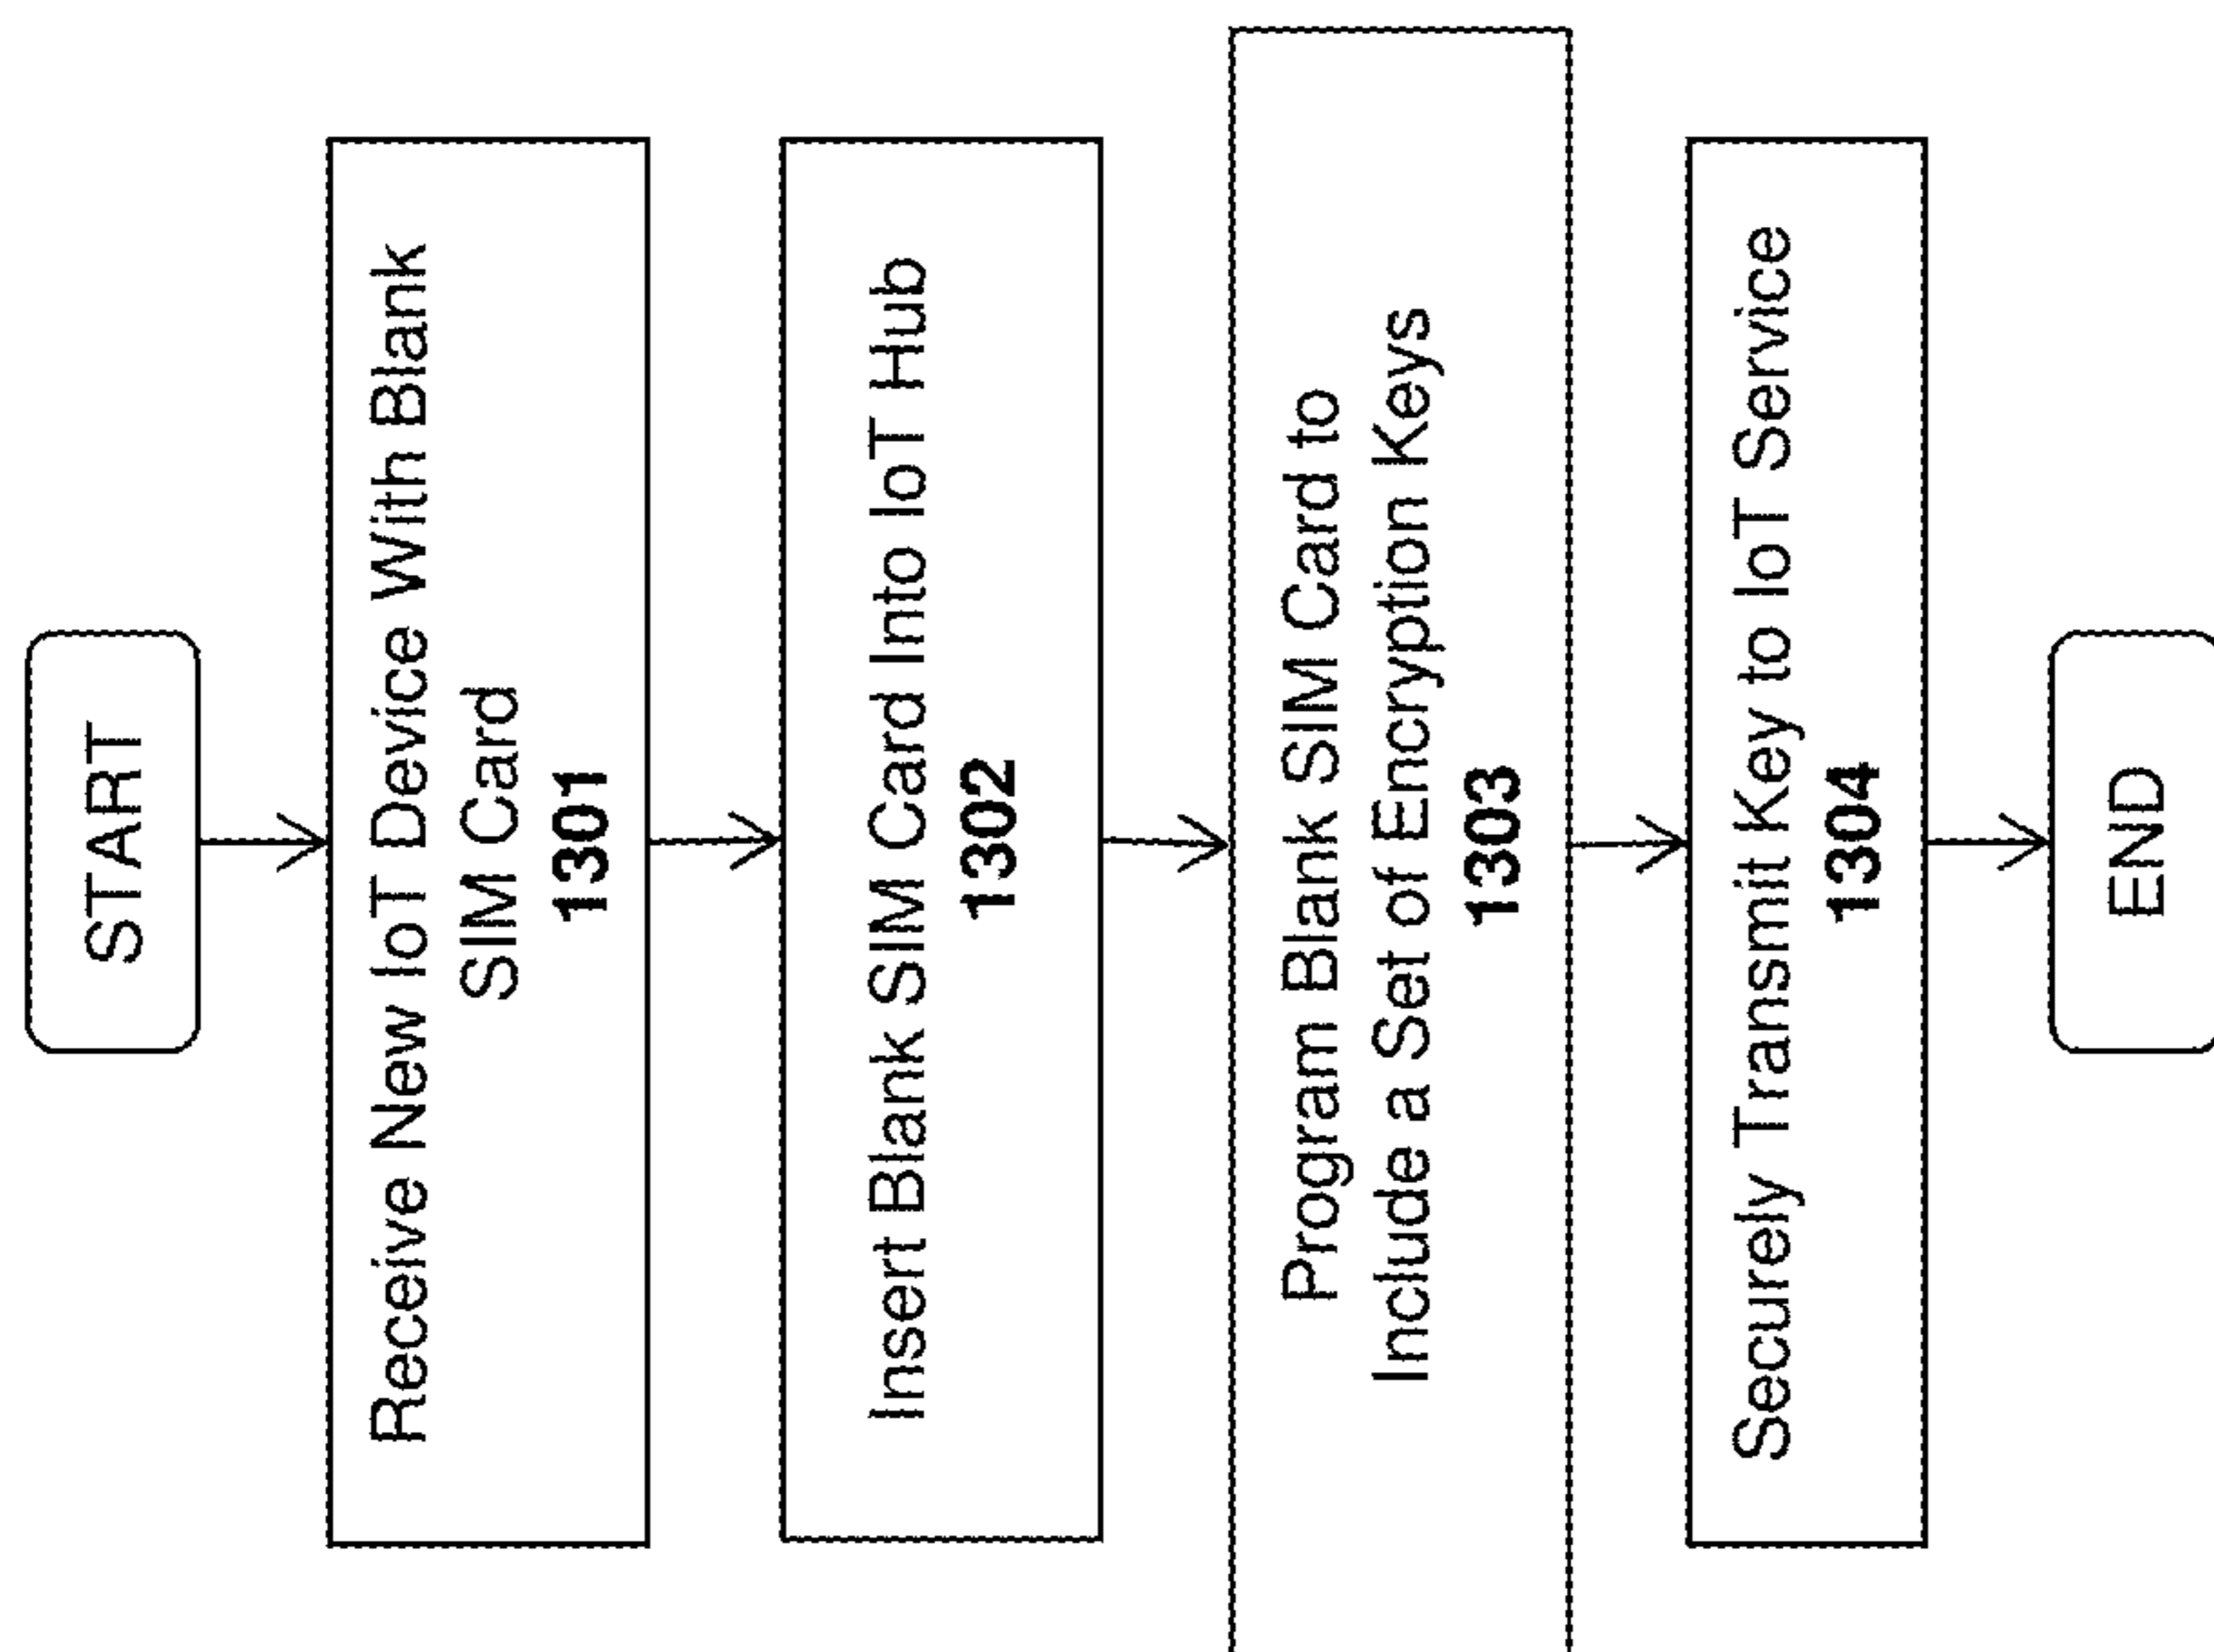 START
Receive New IoT Device With Blank
SIM Card
1301
Insert Blank SIM Card Into IoT Hub
1302
Program Blank SIM Card to
Include a Set of Encryption Keys
1303
Securely Transmit Key to IoT Service
1304
END